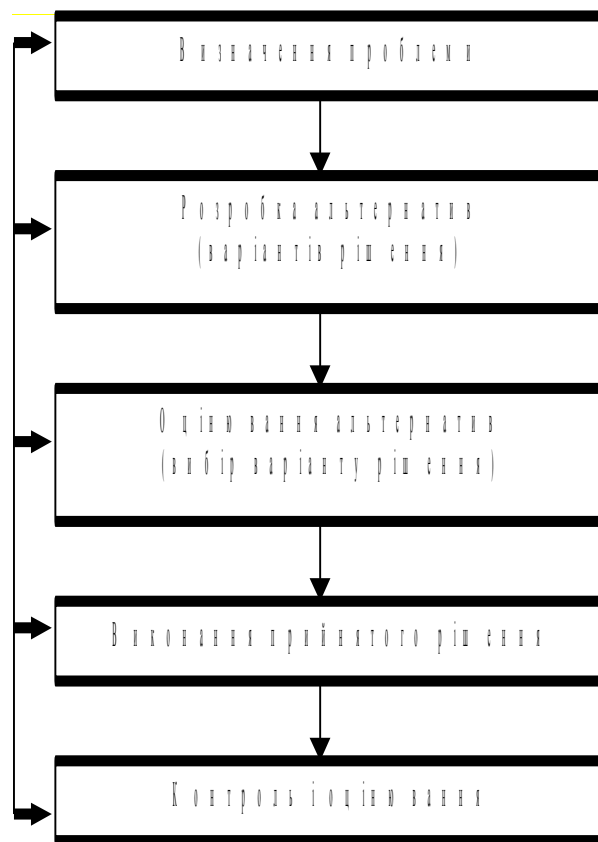 Визначення проблеми
Розробка альтернатив
(варіантів рішення)
Оцінювання альтернатив
(вибір варіанту рішення)
Виконання прийнятого рішення
Контроль і оцінювання